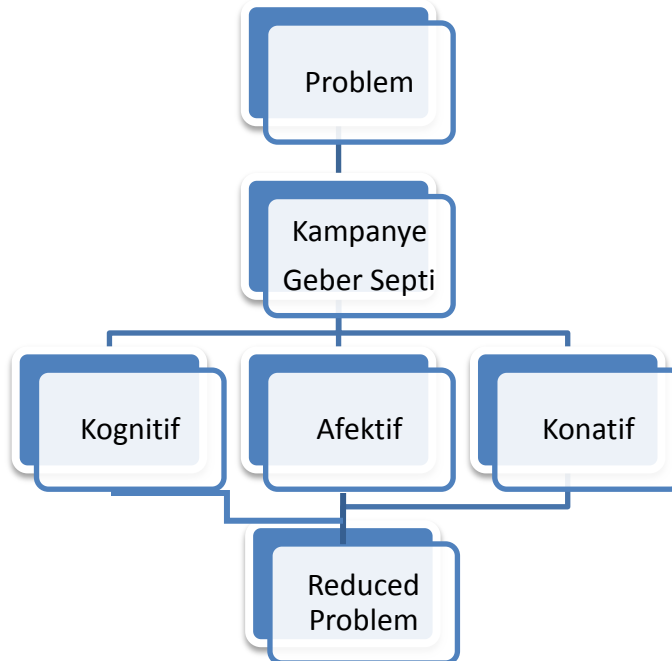 Problem
Kampanye
Geber Septi
Kognitif
Afektif
Konatif
Reduced
Problem